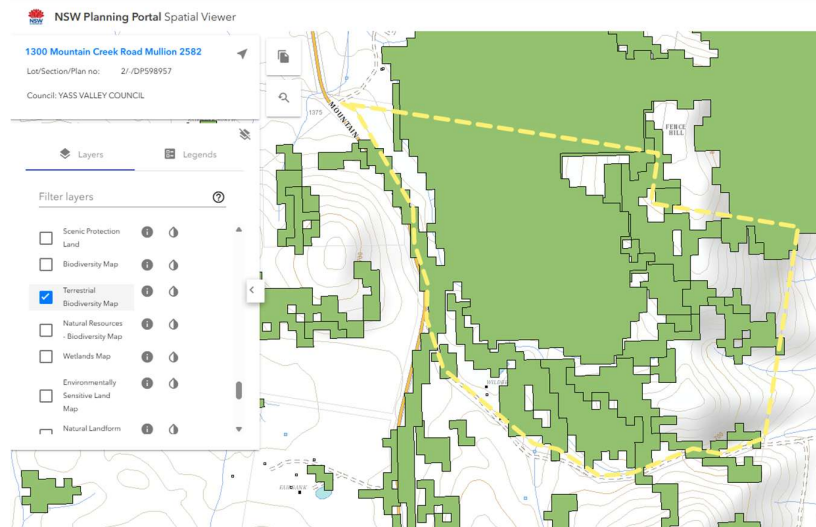 NSW
NSW Planning Portal Spatial Viewer
1300 Mountain Creek Road Mullion 2582
Lot/Section/Plan no: 2/-/DP598957
Council: YASS VALLEY COUNCIL
Layers
Legends
Filter layers
Scenic Protection
Land
Biodiversity Map
Terrestrial
Biodiversity Map
Natural Resources
- Biodiversity Map
Wetlands Map
Environmentally
Sensitive Land
Map
Natural Landform
1375
MOUNTAIN
FENCE
HILL